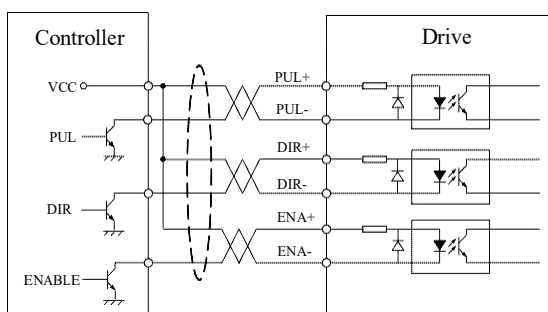 Controller
Drive
VCC
PUL+
PUL
PUL-
DIR+
DIR-
DIR
ENA+
ENA-
ENABLE